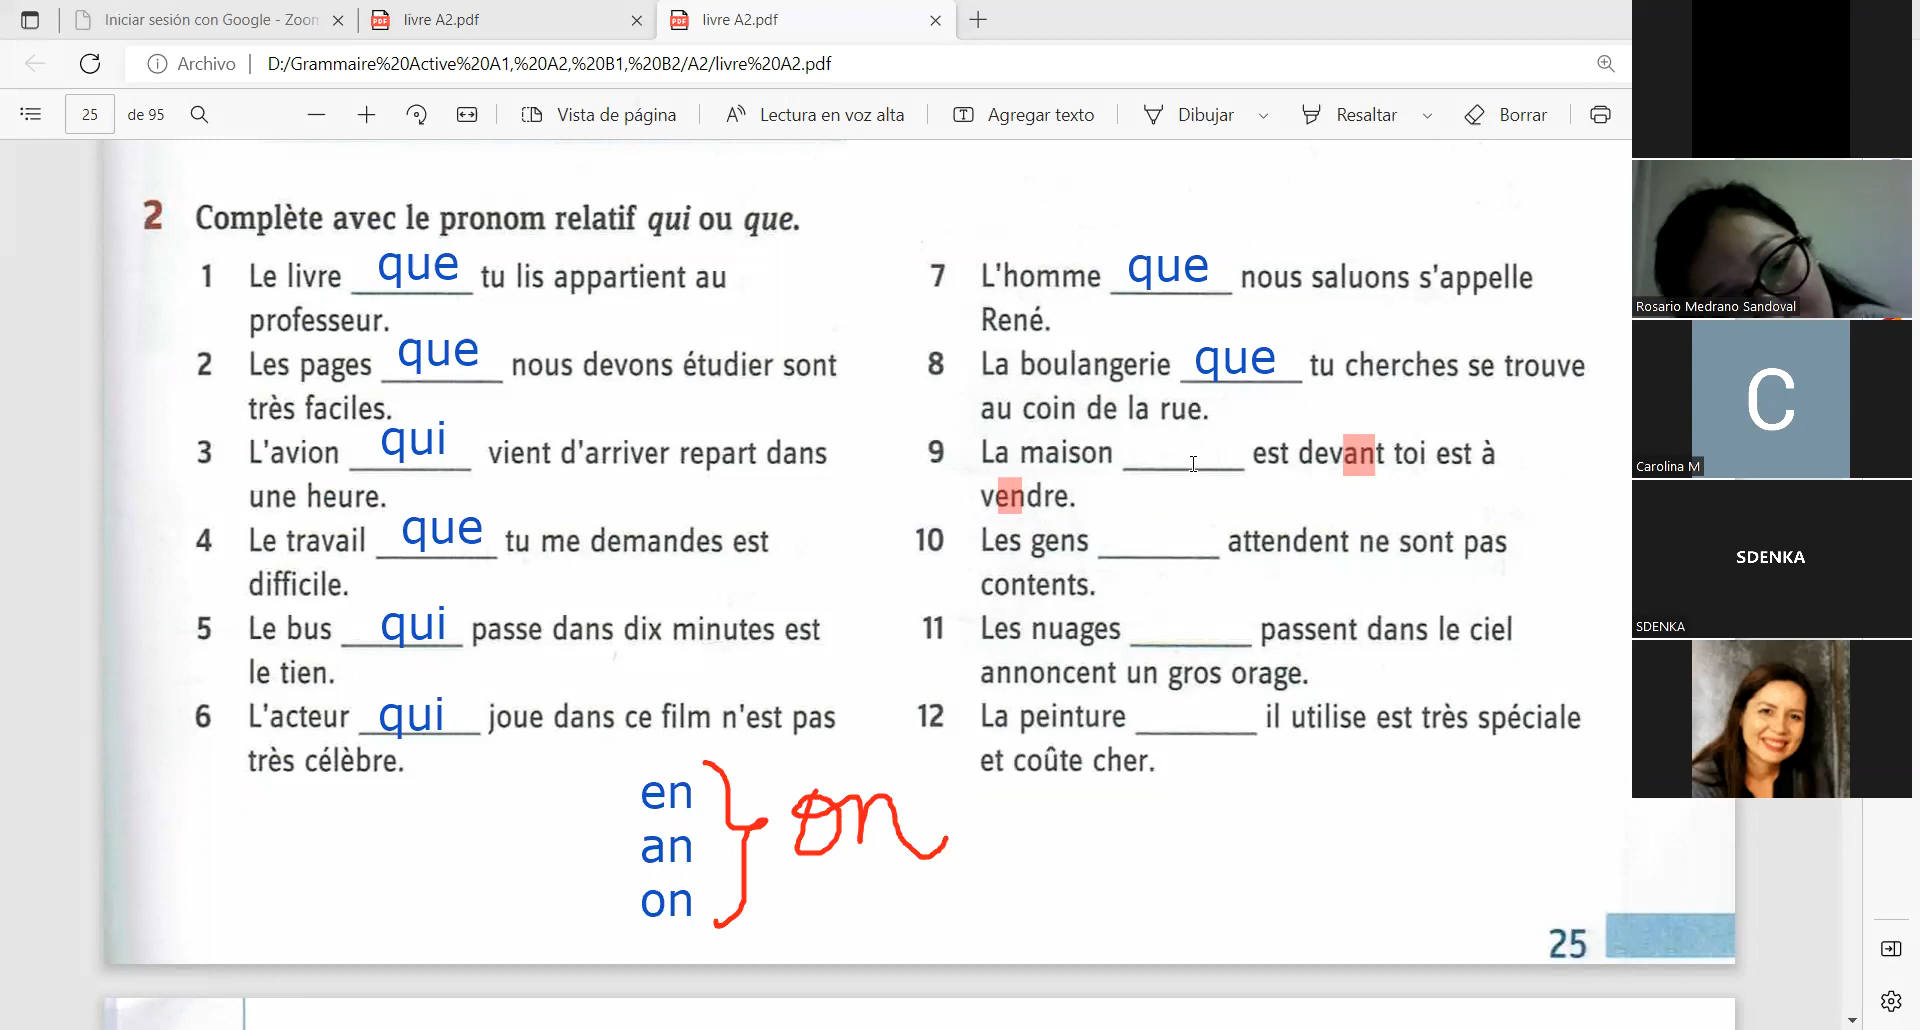 Iniciar sesión con Google - Zoom
livre A2.pdf
livre A2.pdf
Archivo
D:/Grammaire%20Active%20A1,%20A2,%20B1,%20B2/A2/livre%20A2.pdf
25 de 95
Vista de página
Lectura en voz alta
Agregar texto
Dibujar
Resaltar
Borrar
2 Complète avec le pronom relatif qui ou que.
1 Le livre que tu lis appartient au
professeur.
2 Les pages que nous devons étudier sont
très faciles.
3 L'avion qui vient d'arriver repart dans
une heure.
4 Le travail que tu me demandes est
difficile.
5 Le bus qui passe dans dix minutes est
le tien.
6 L'acteur qui joue dans ce film n'est pas
très célèbre.
7 L'homme que nous saluons s'appelle
René.
8 La boulangerie que tu cherches se trouve
au coin de la rue.
9 La maison ________ est devant toi est à
vendre.
10 Les gens ________ attendent ne sont pas
contents.
11 Les nuages ________ passent dans le ciel
annoncent un gros orage.
12 La peinture ________ il utilise est très spéciale
et coûte cher.
en
an
on
on
25
Rosario Medrano Sandoval
C
Carolina M
SDENKA
SDENKA